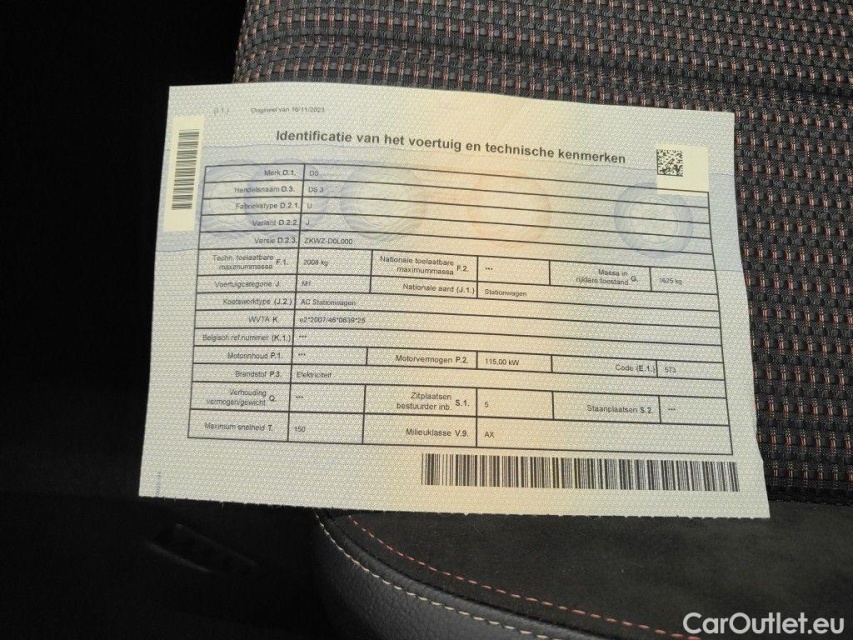 (I 1.) Origineel van 16/11/2023
Identificatie van het voertuig en technische kenmerken
Merk D.1. DS
Handelsnaam D.3. DS 3
Fabriekstype D.2.1. U
Variant D.2.2. J
Versie D.2.3. ZKWZ-D0L000
Techn. toelaatbare maximummassa F.1. 2008 kg Nationale toelaatbare maximummassa F.2. --- Massa in rijdere toestand G. 1625 kg
Voertuigcategorie J. M1 Nationale aard (J.1.) Stationwagen
Koetswerktype (J.2.) AC Stationwagen
WVTA K. e2*2007/46*0639*25
Belgisch ref.nummer (K.1.) ---
Motorinhoud P.1. --- Motorvermogen P.2. 115,00 kW Code (E.1.) 573
Brandstof P.3. Elektriciteit
Verhouding vermogen/gewicht Q. --- Zitplaatsen bestuurder inb. S.1. 5 Staanplaatsen S.2. ---
Maximum snelheid T. 150 Milieuklasse V.9. AX
CarOutlet.eu